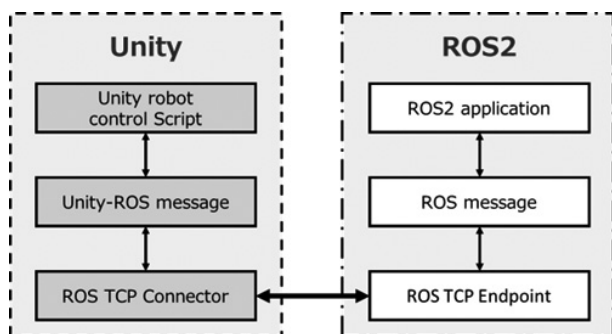 Unity
Unity robot
control Script
Unity-ROS message
ROS TCP Connector
ROS2
ROS2 application
ROS message
ROS TCP Endpoint